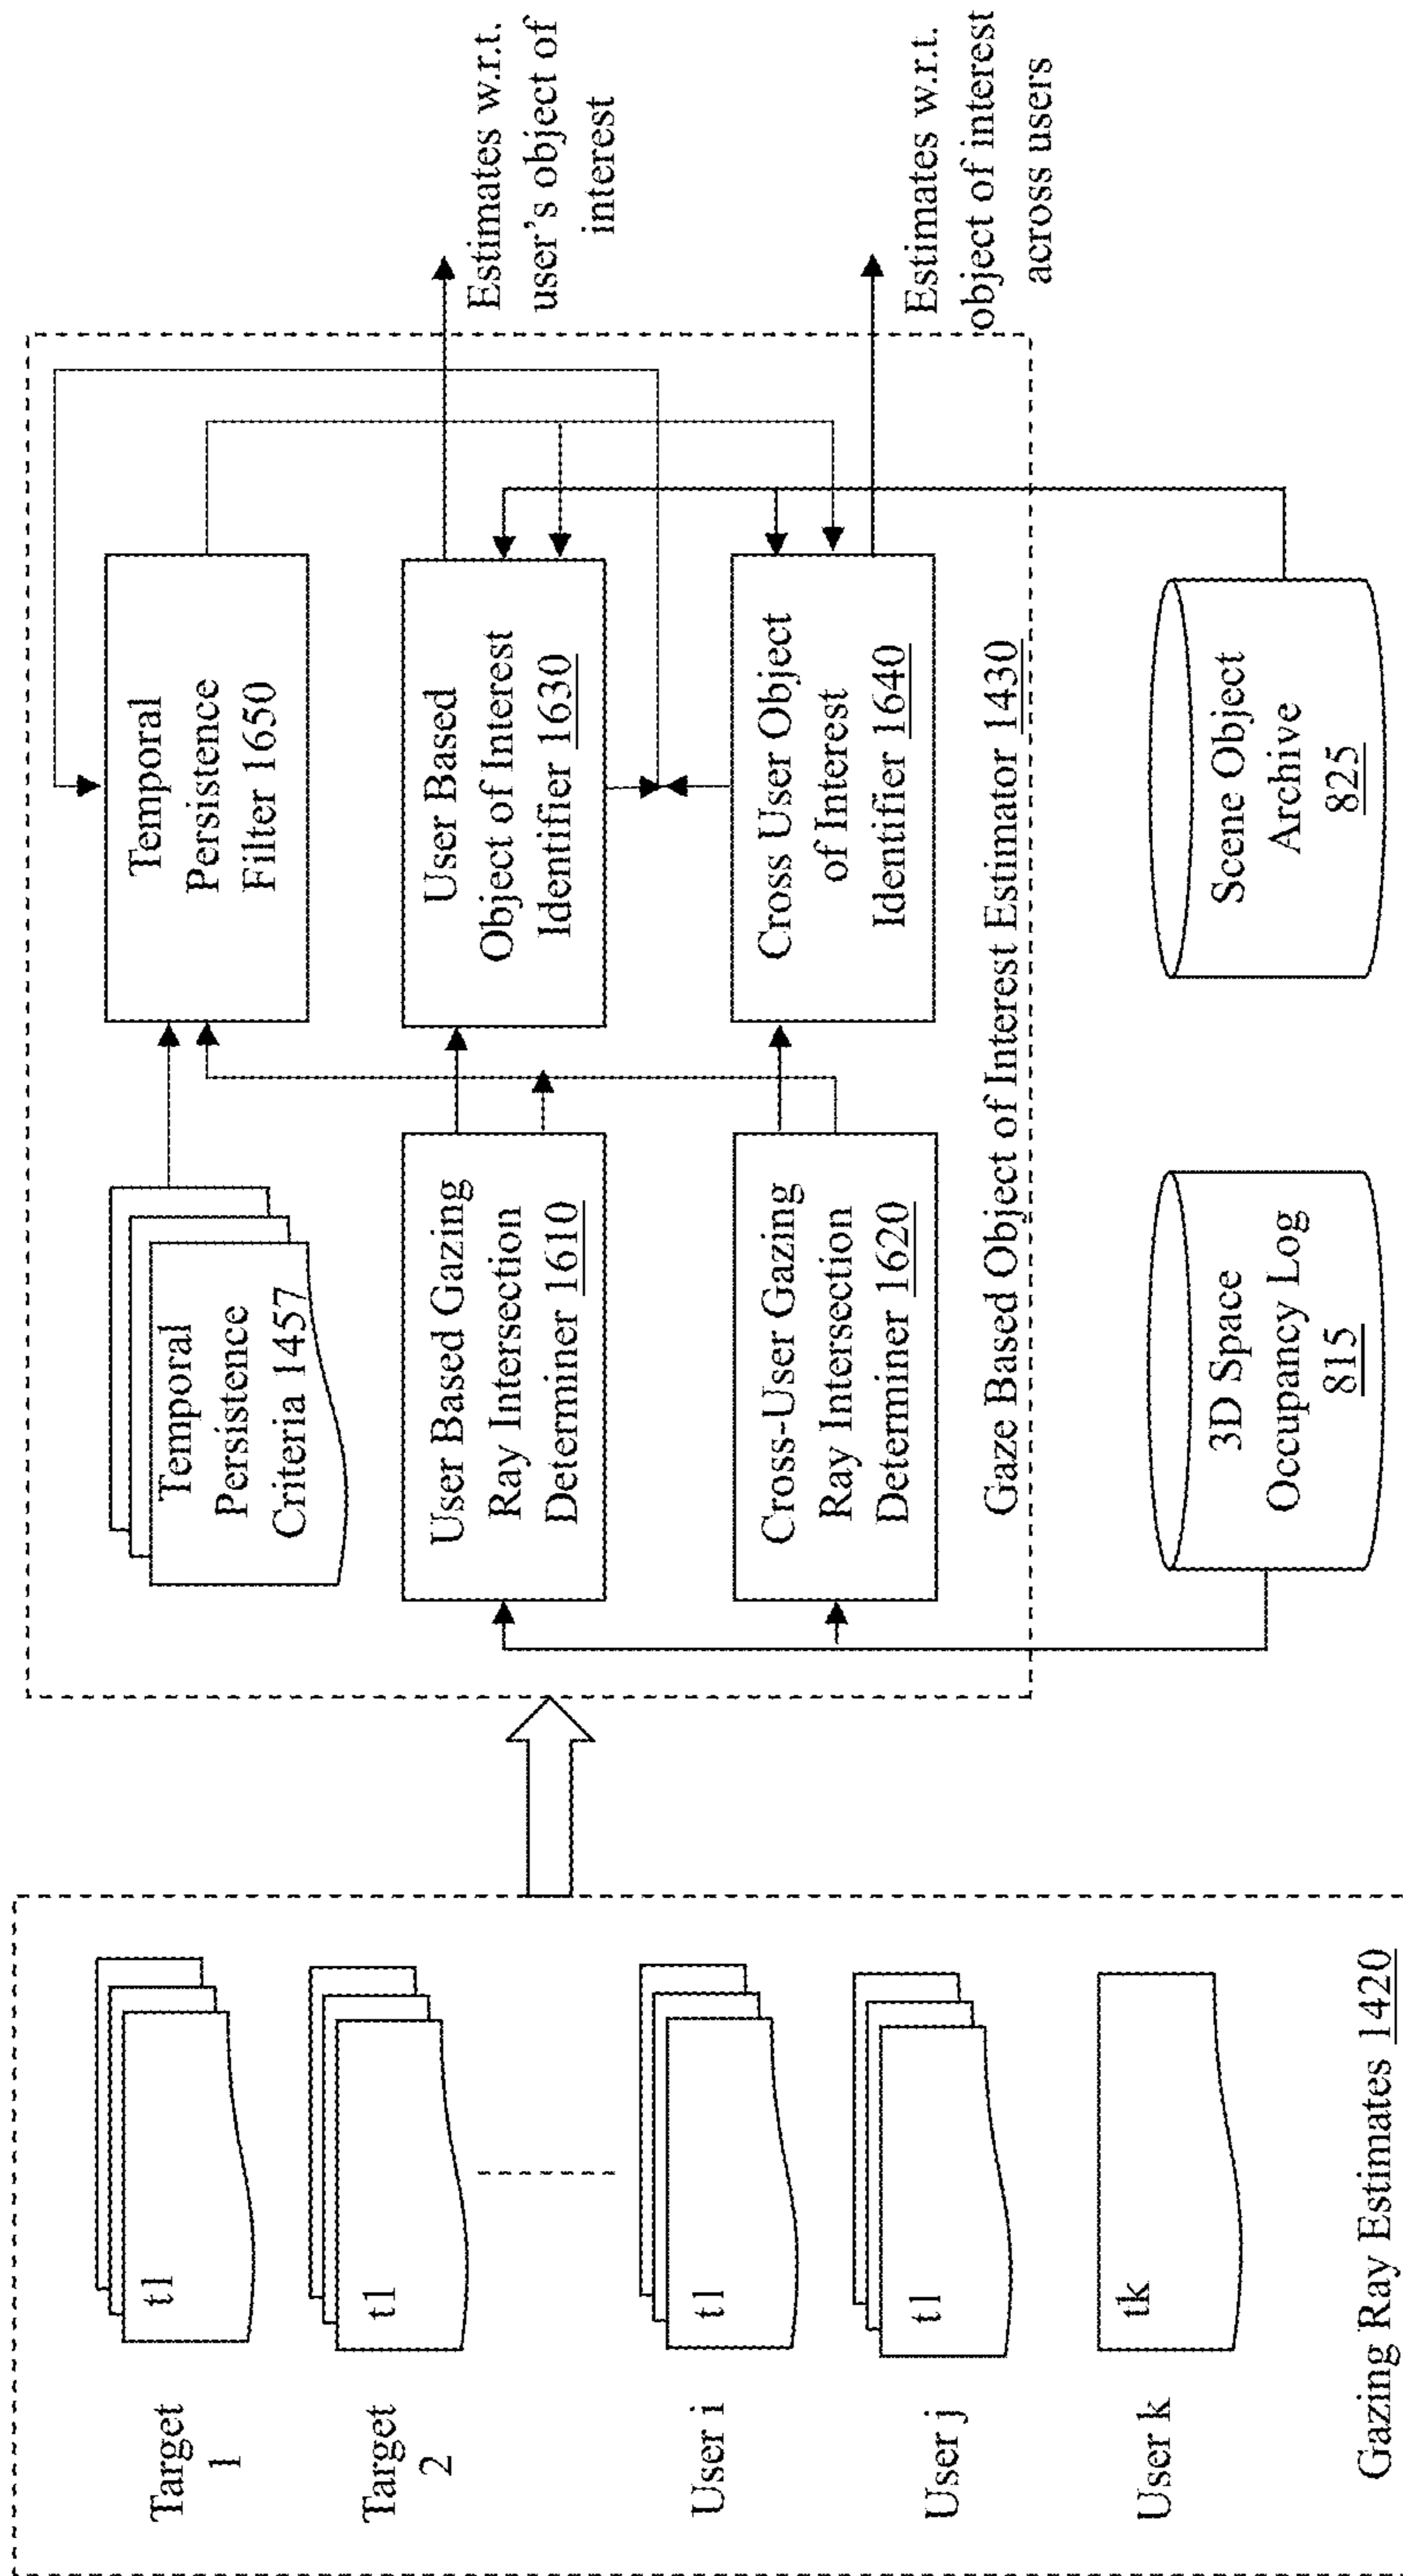 Target
1
t1
Target
2
t1
User i
t1
User j
t1
User k
tk
Gazing Ray Estimates 1420
Temporal
Persistence
Criteria 1457
User Based Gazing
Ray Intersection
Determiner 1610
Cross-User Gazing
Ray Intersection
Determiner 1620
Temporal
Persistence
Filter 1650
User Based
Object of Interest
Identifier 1630
Cross User Object
of Interest
Identifier 1640
Gaze Based Object of Interest Estimator 1430
3D Space
Occupancy Log
815
Scene Object
Archive
825
Estimates w.r.t.
user's object of
interest
Estimates w.r.t.
object of interest
across users